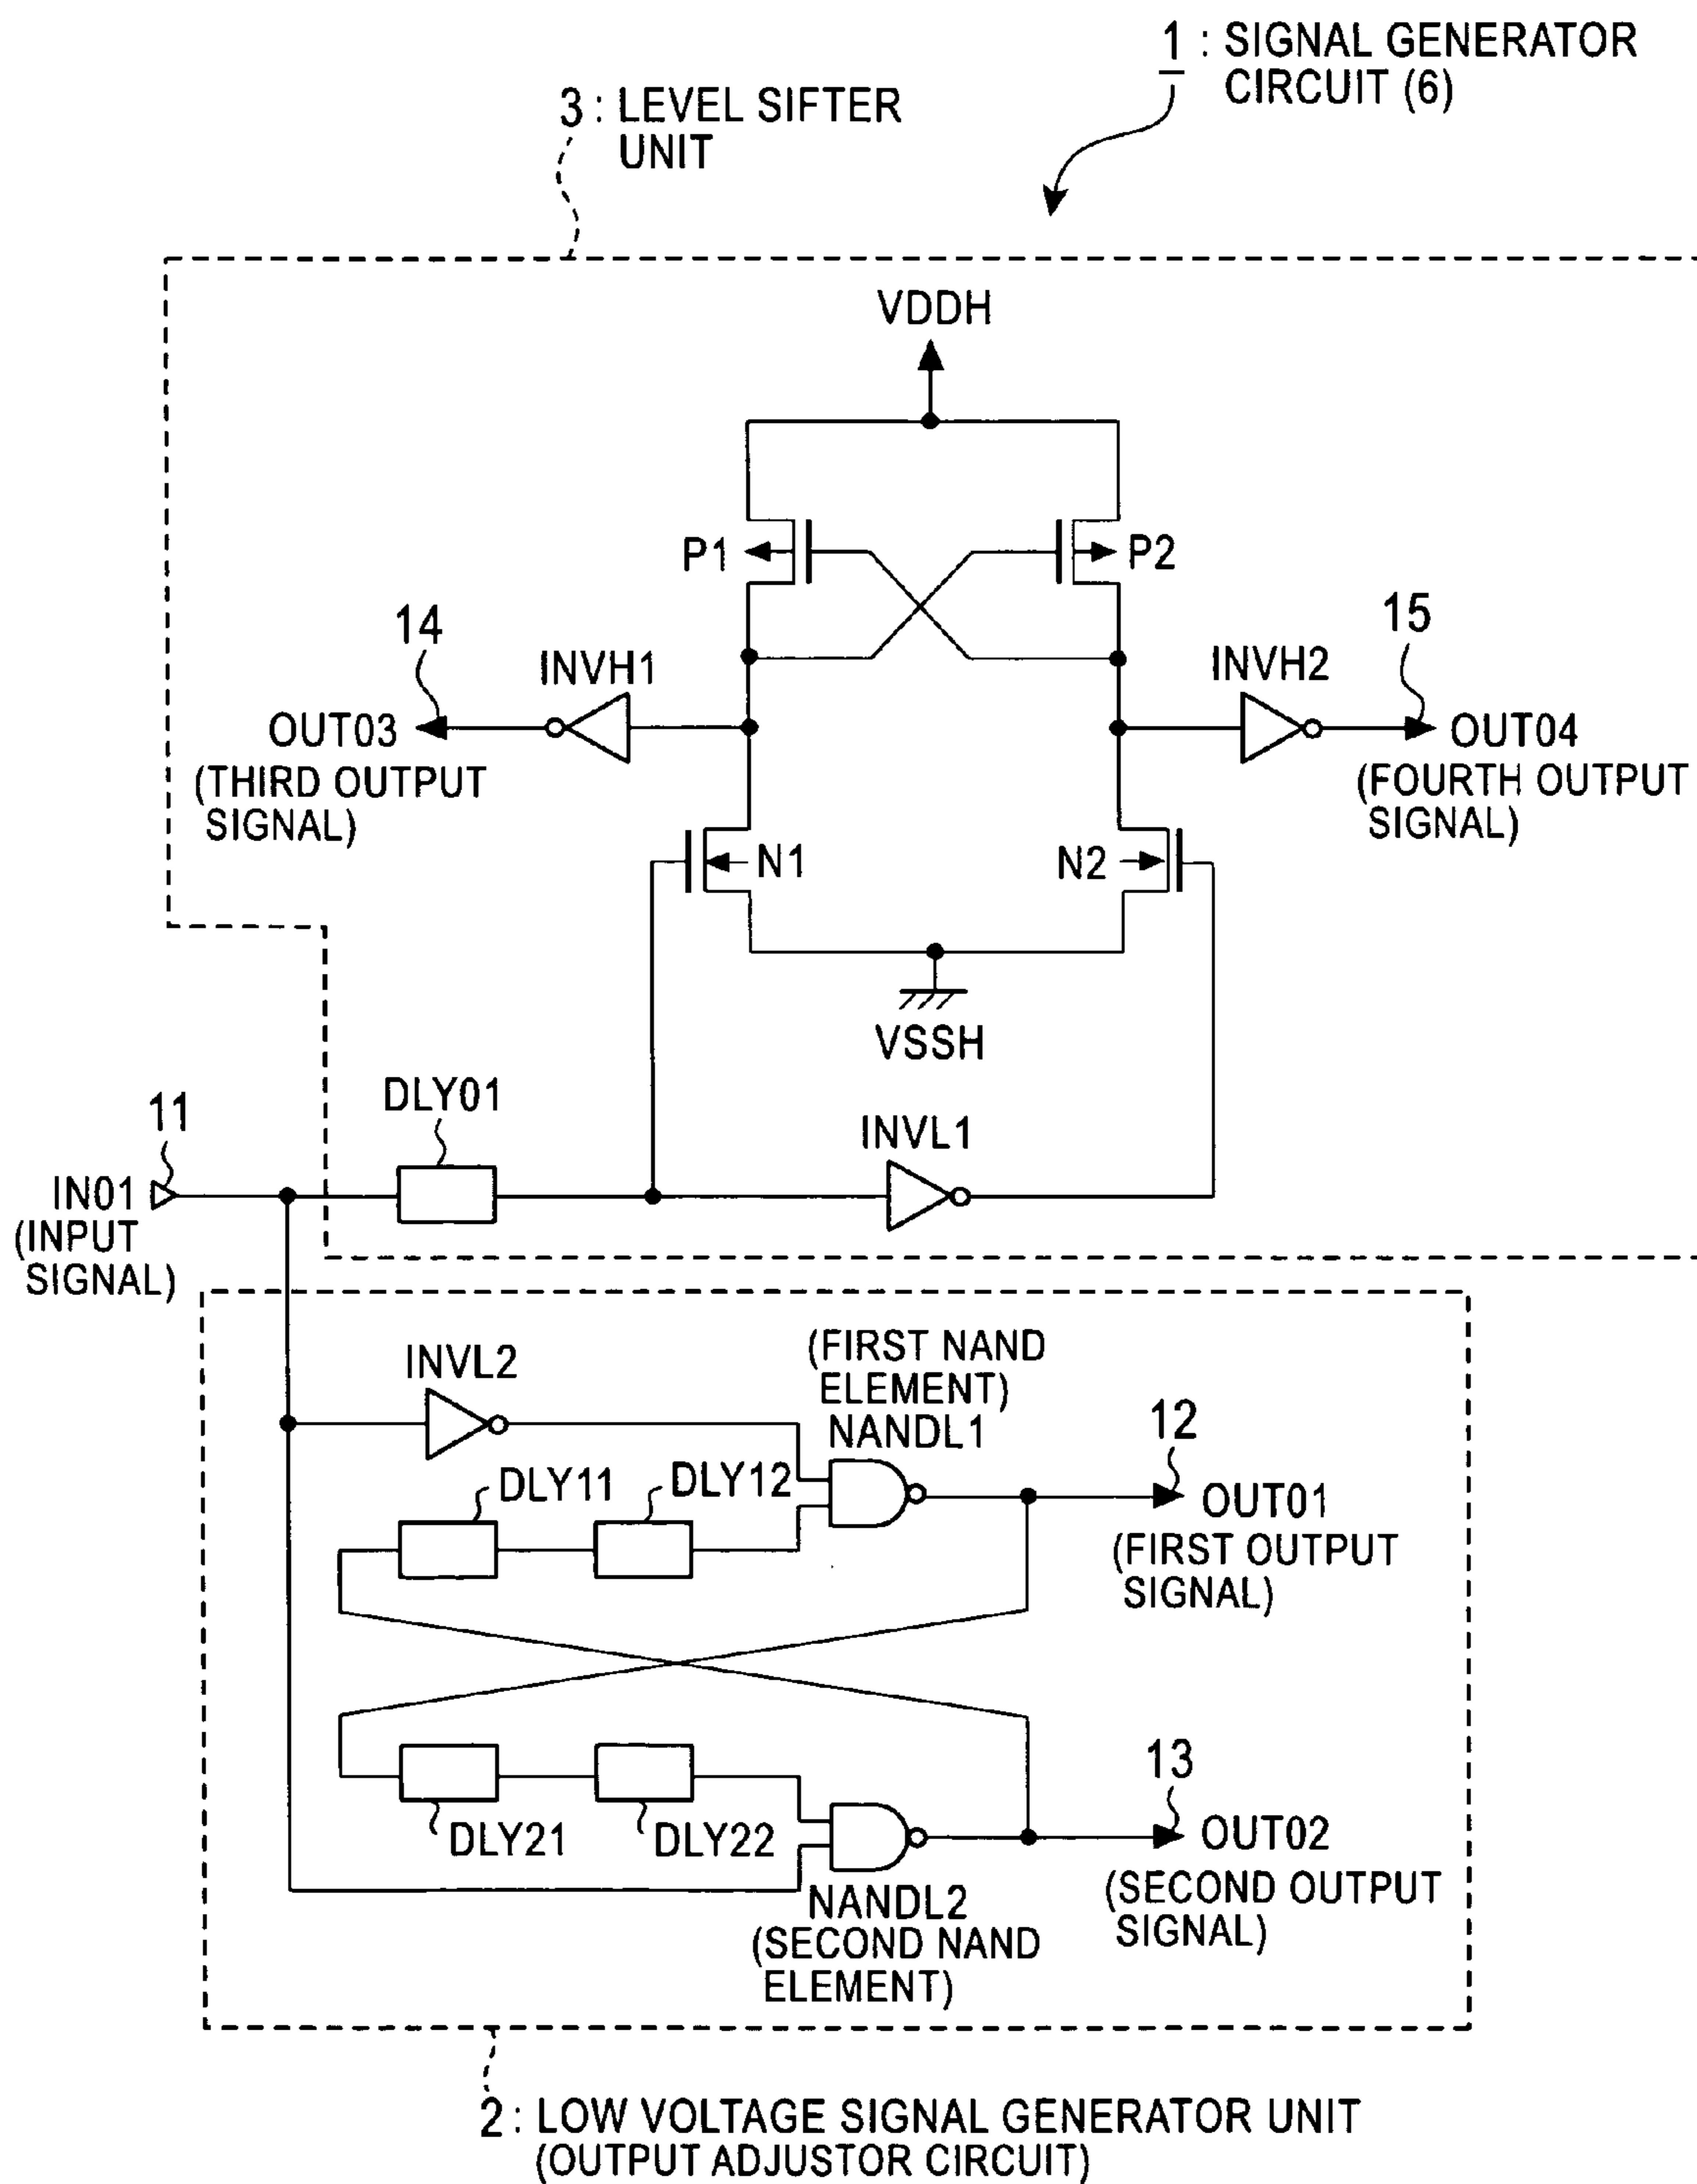 1 : SIGNAL GENERATOR
CIRCUIT (6)
3 : LEVEL SIFTER
UNIT
VDDH
P1
P2
14
15
INVH1
INVH2
OUT03
(THIRD OUTPUT
SIGNAL)
OUT04
(FOURTH OUTPUT
SIGNAL)
N1
N2
VSSH
DLY01
11
INVL1
IN01
(INPUT
SIGNAL)
INVL2
(FIRST NAND
ELEMENT)
NANDL1
12
DLY11
DLY12
OUT01
(FIRST OUTPUT
SIGNAL)
13
DLY21
DLY22
OUT02
(SECOND OUTPUT
SIGNAL)
NANDL2
(SECOND NAND
ELEMENT)
2 : LOW VOLTAGE SIGNAL GENERATOR UNIT
(OUTPUT ADJUSTOR CIRCUIT)